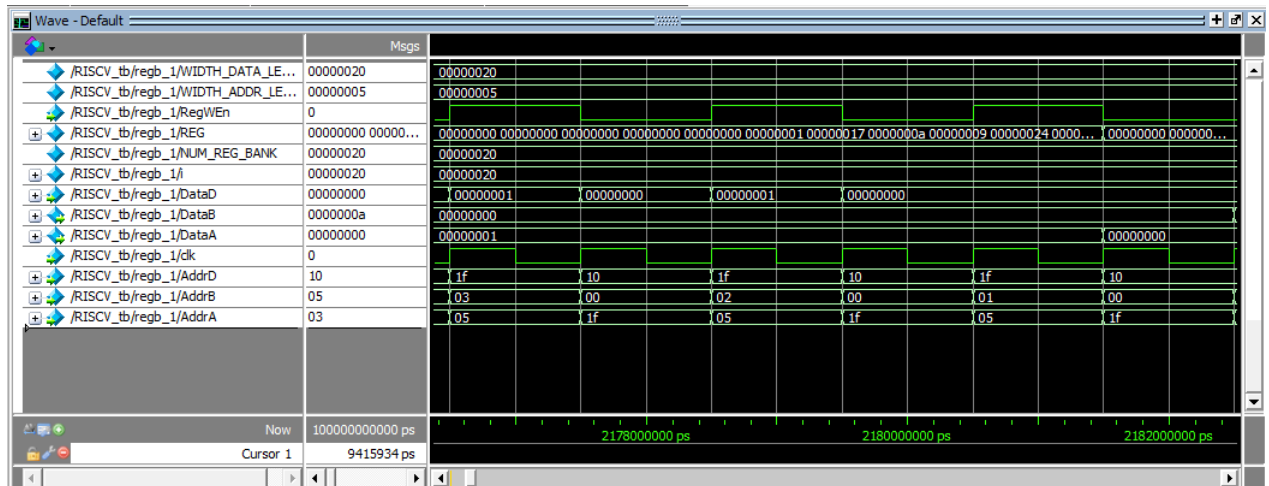 Wave - Default
Msgs
/RISCV_tb/regb_1/WIDTH_DATA_LE... 00000020 00000020
/RISCV_tb/regb_1/WIDTH_ADDR_LE... 00000005 00000005
/RISCV_tb/regb_1/RegWEn 0
/RISCV_tb/regb_1/REG 00000000 00000... 00000000 00000000 00000000 00000000 00000000 00000001 00000017 0000000a 00000009 00000024 0000... 00000000 000000...
/RISCV_tb/regb_1/NUM_REG_BANK 00000020 00000020
/RISCV_tb/regb_1/i 00000020 00000020
/RISCV_tb/regb_1/DataD 00000000 00000001 00000000 00000001 00000000
/RISCV_tb/regb_1/DataB 0000000a 00000000
/RISCV_tb/regb_1/DataA 00000000 00000001 00000000
/RISCV_tb/regb_1/clk 0
/RISCV_tb/regb_1/AddrD 10 1f 10 1f 10 1f 10
/RISCV_tb/regb_1/AddrB 05 03 00 02 00 01 00
/RISCV_tb/regb_1/AddrA 03 05 1f 05 1f 05 1f
Now 100000000000 ps 2178000000 ps 2180000000 ps 2182000000 ps
Cursor 1 9415934 ps